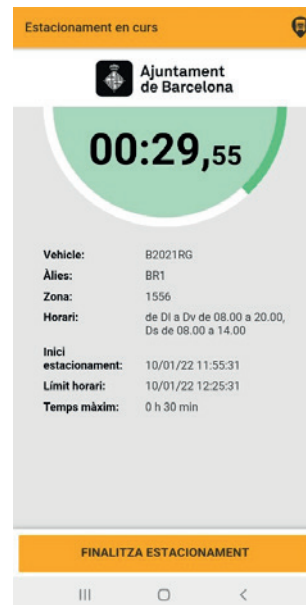 Estacionament en curs
Ajuntament
de Barcelona
00:29,55
Vehicle: B2021RG
Àlies: BR1
Zona: 1556
Horari: de Dl a Dv de 08.00 a 20.00,
Ds de 08.00 a 14.00
Inici
estacionament: 10/01/22 11:55:31
Límit horari: 10/01/22 12:25:31
Temps màxim: 0 h 30 min
FINALITZA ESTACIONAMENT